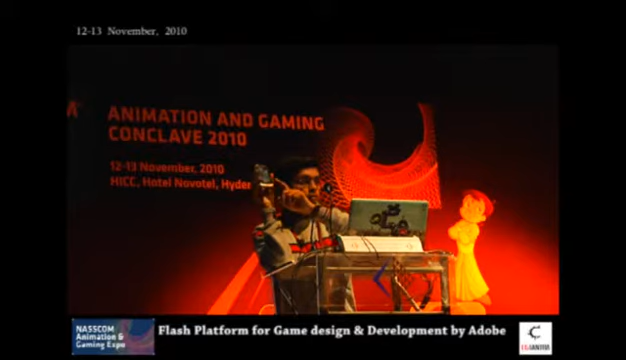 12-13 November, 2010
ANIMATION AND GAMING
CONCLAVE 2010
12-13 November, 2010
HICC, Hotel Novotel, Hyder
NASSCOM
Animation &
Gaming Expo
Flash Platform for Game design & Development by Adobe